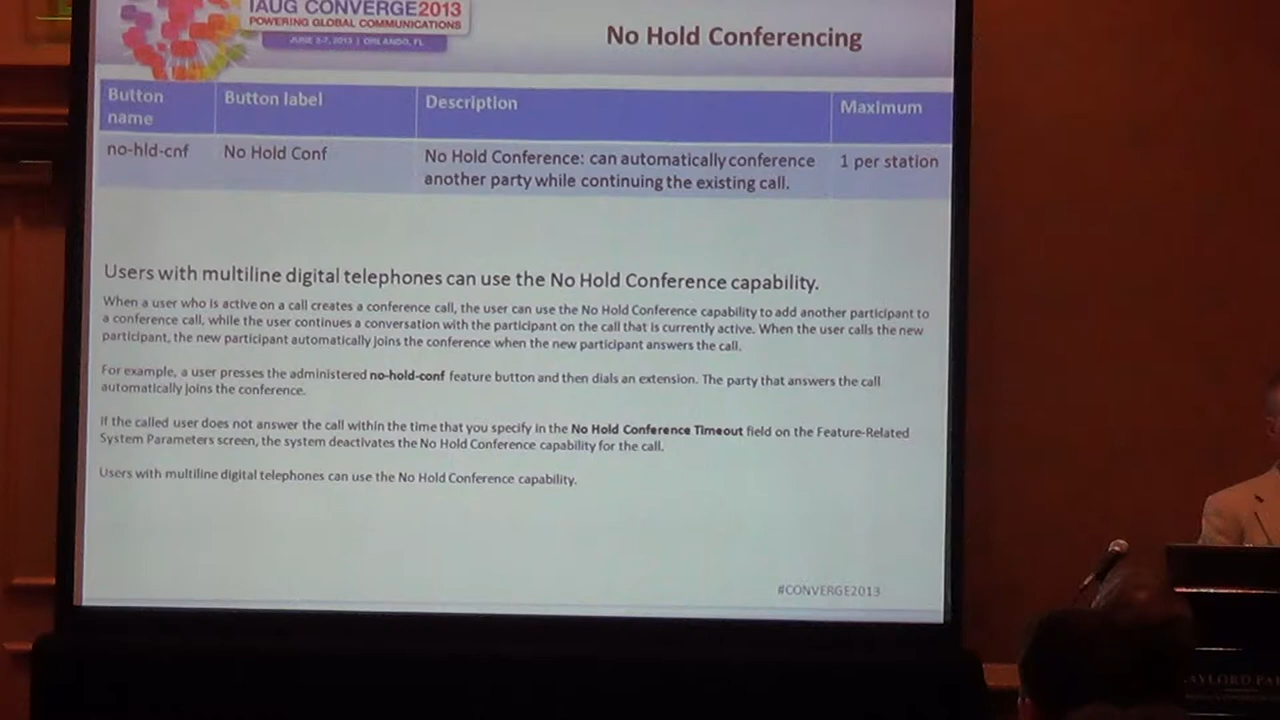 IAUG CONVERGE2013
POWERING GLOBAL COMMUNICATIONS
JUNE 2-7, 2013 | ORLANDO, FL
No Hold Conferencing
Button name
Button label
Description
Maximum
no-hld-cnf
No Hold Conf
No Hold Conference: can automatically conference
another party while continuing the existing call.
1 per station
Users with multiline digital telephones can use the No Hold Conference capability.
When a user who is active on a call creates a conference call, the user can use the No Hold Conference capability to add another participant to
a conference call, while the user continues a conversation with the participant on the call that is currently active. When the user calls the new
participant, the new participant automatically joins the conference when the new participant answers the call.
For example, a user presses the administered no-hold-conf feature button and then dials an extension. The party that answers the call
automatically joins the conference.
If the called user does not answer the call within the time that you specify in the No Hold Conference Timeout field on the Feature-Related
System Parameters screen, the system deactivates the No Hold Conference capability for the call.
Users with multiline digital telephones can use the No Hold Conference capability.
#CONVERGE2013